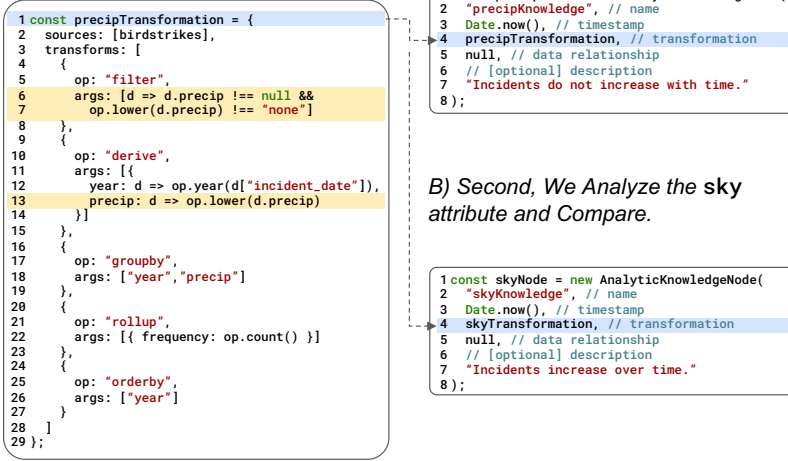 1 const precipTransformation = {
2 sources: [birdstrikes],
3 transforms: [
4 {
5 op: "filter",
6 args: [d => d.precip !== null &&
7 op.lower(d.precip) !== "none"]
8 },
9 {
10 op: "derive",
11 args: [{
12 year: d => op.year(d["incident_date"]),
13 precip: d => op.lower(d.precip)
14 }]
15 },
16 {
17 op: "groupby",
18 args: ["year","precip"]
19 },
20 {
21 op: "rollup",
22 args: [{ frequency: op.count() }]
23 },
24 {
25 op: "orderby",
26 args: ["year"]
27 }
28 ]
29 };
2 "precipKnowledge", // name
3 Date.now(), // timestamp
4 precipTransformation, // transformation
5 null, // data relationship
6 // [optional] description
7 "Incidents do not increase with time."
8 );
B) Second, We Analyze the sky
attribute and Compare.
1 const skyNode = new AnalyticKnowledgeNode(
2 "skyKnowledge", // name
3 Date.now(), // timestamp
4 skyTransformation, // transformation
5 null, // data relationship
6 // [optional] description
7 "Incidents increase over time."
8 );